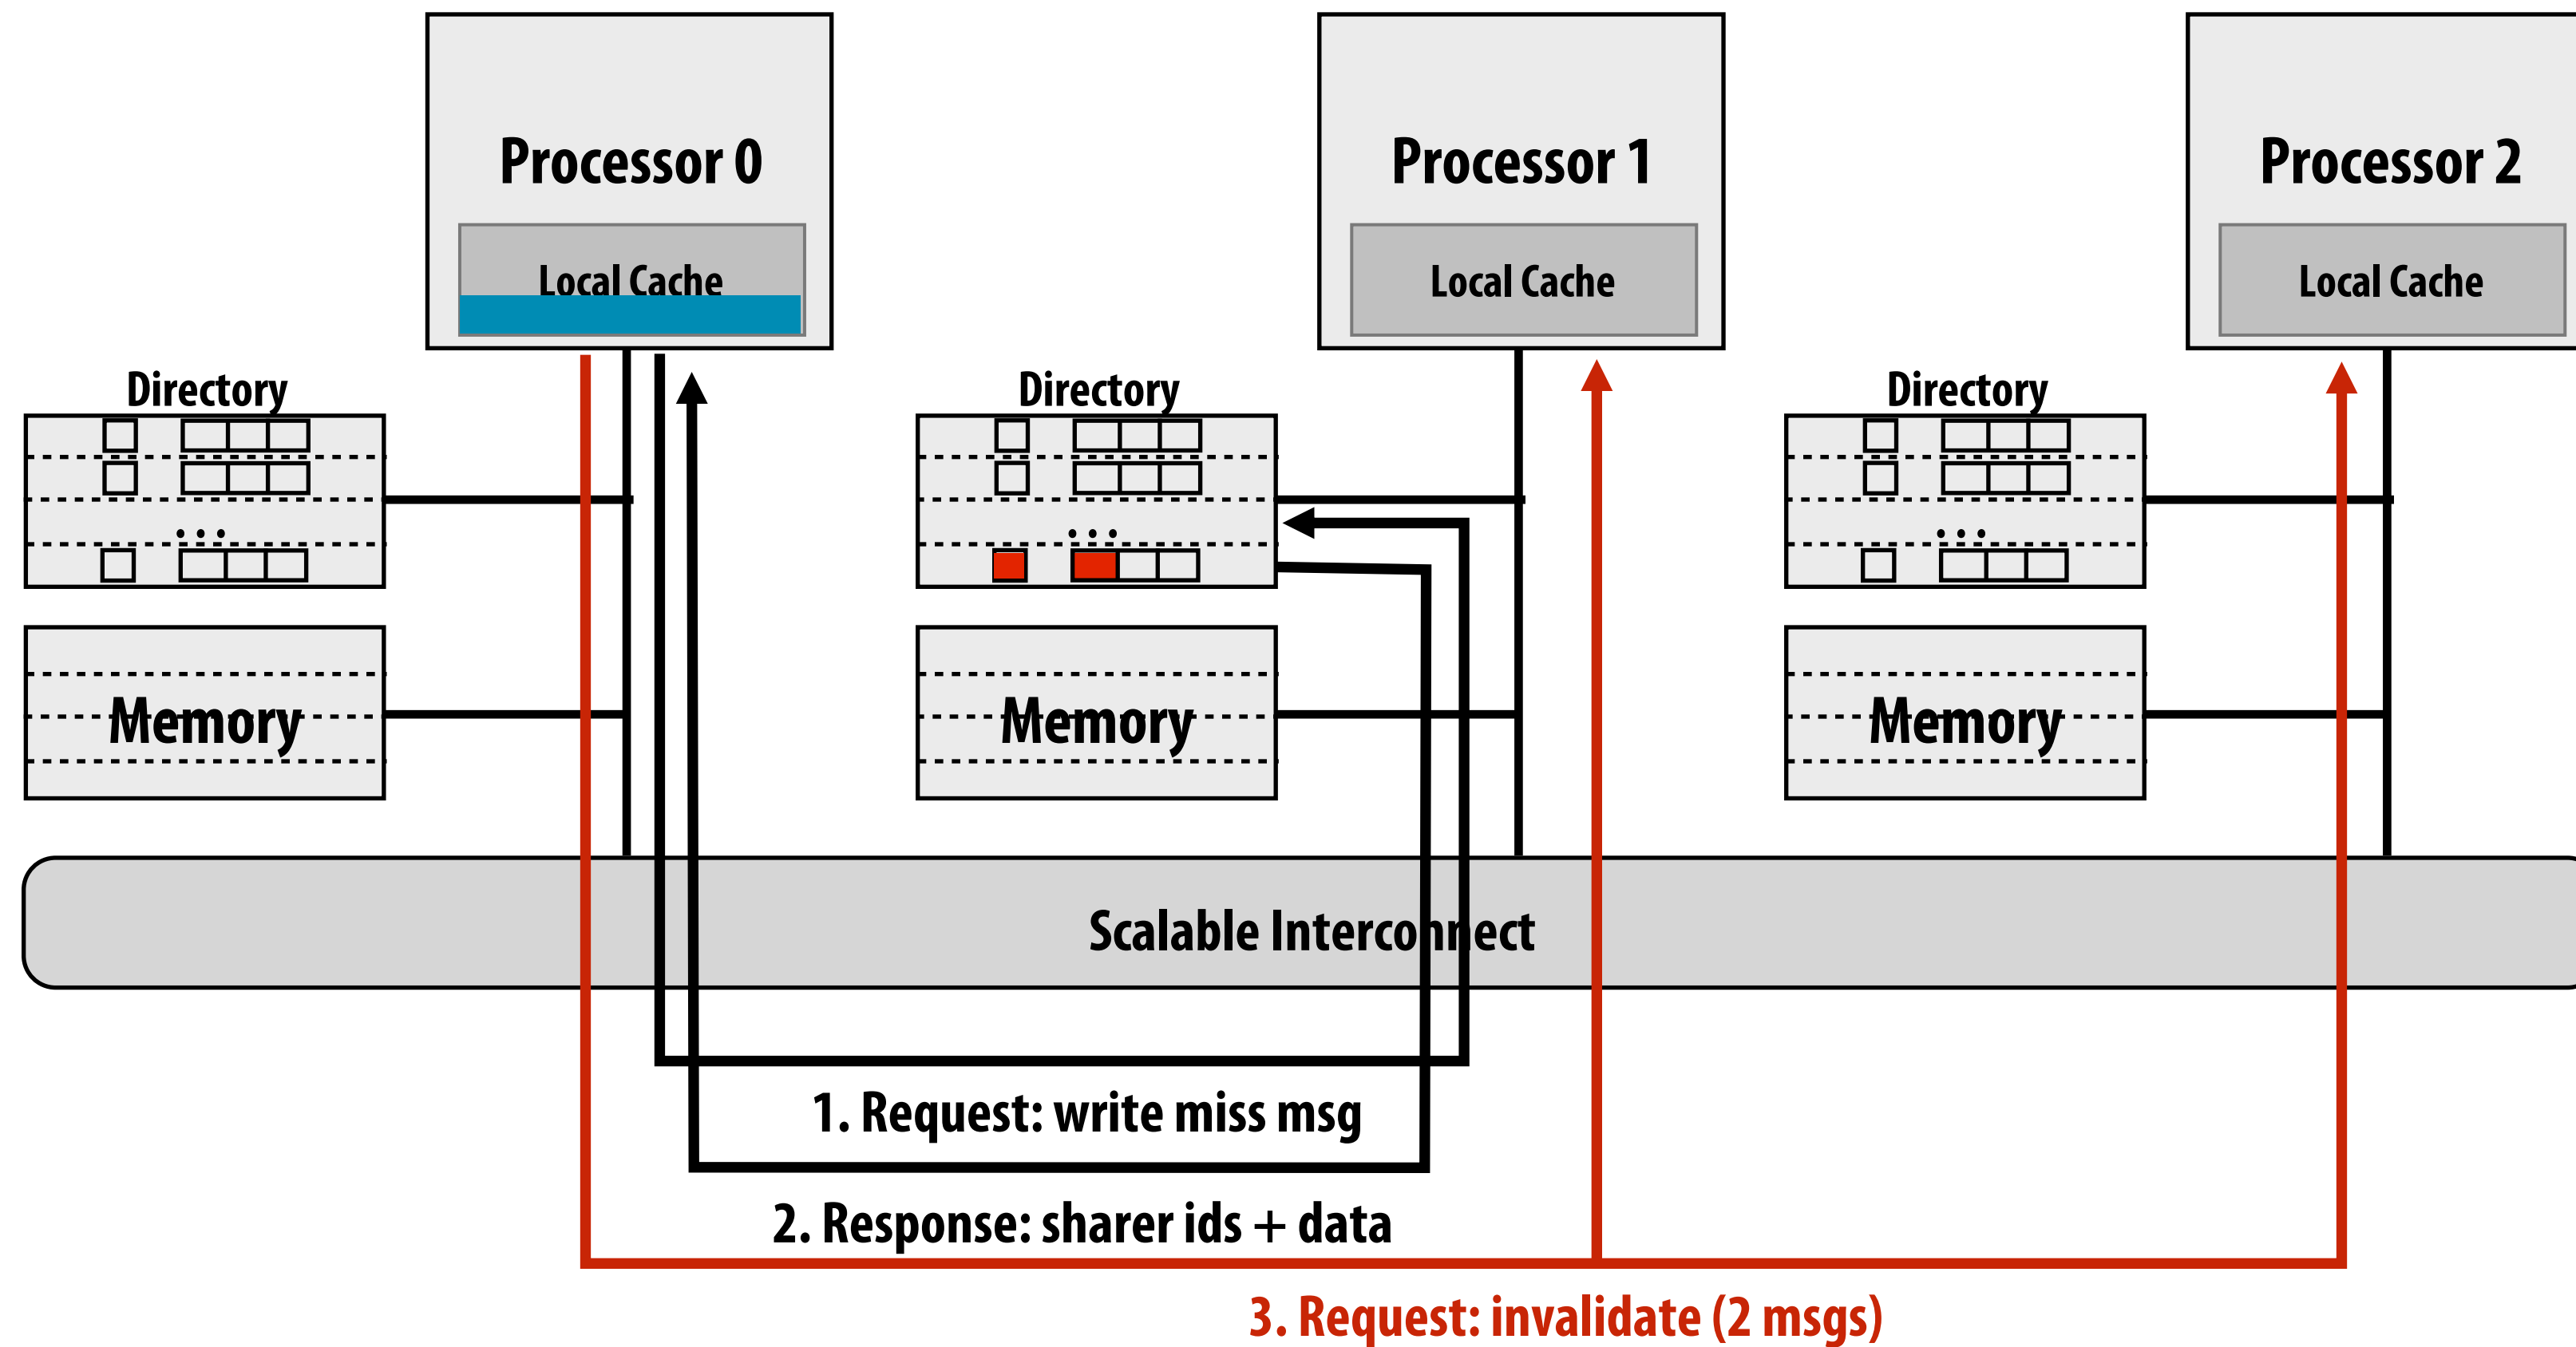 Processor 0
Processor 1
Processor 2
Local Cache
Local Cache
Local Cache
Directory
Directory
Directory
...
...
...
Memory
Memory
Memory
Scalable Interconnect
1. Request: write miss msg
2. Response: sharer ids + data
3. Request: invalidate (2 msgs)